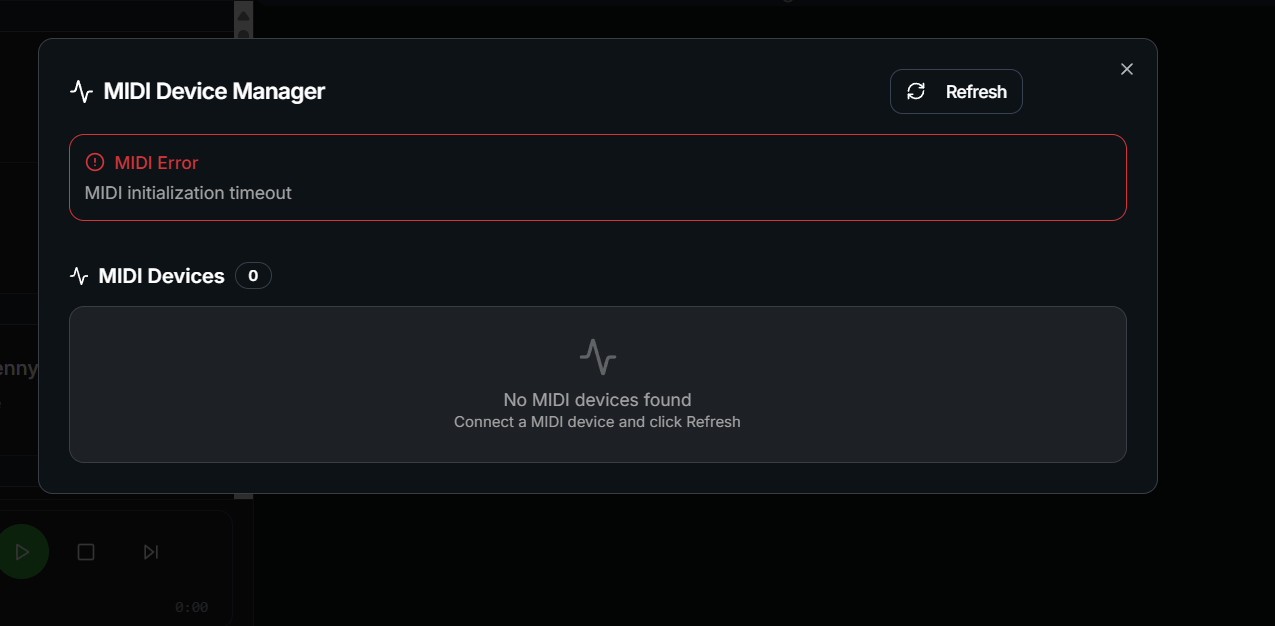 MIDI Device Manager
Refresh
MIDI Error
MIDI initialization timeout
MIDI Devices 0
No MIDI devices found
Connect a MIDI device and click Refresh
enny
0:00